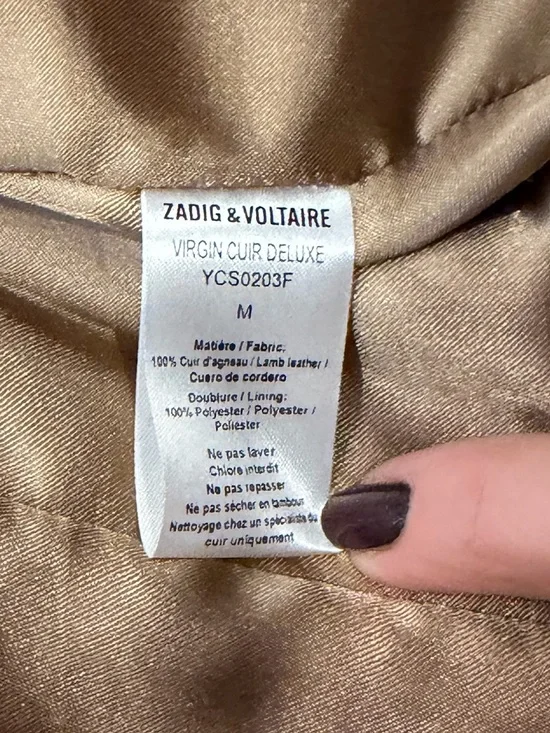 ZADIG & VOLTAIRE
VIRGIN CUIR DELUXE
YCS0203F
M
Matière / Fabric:
100% Cuir d'agneau / Lamb leather /
Cuero de cordero
Doublure / Lining:
100% Polyester / Polyester /
Poliester
Ne pas laver
Chlore interdit
Ne pas repasser
Ne pas sécher en tambour
Nettoyage chez un spécialiste du
cuir uniquement